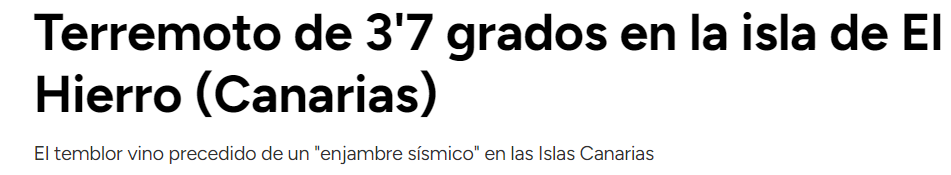 Terremoto de 3'7 grados en la isla de El
Hierro (Canarias)
El temblor vino precedido de un "enjambre sísmico" en las Islas Canarias